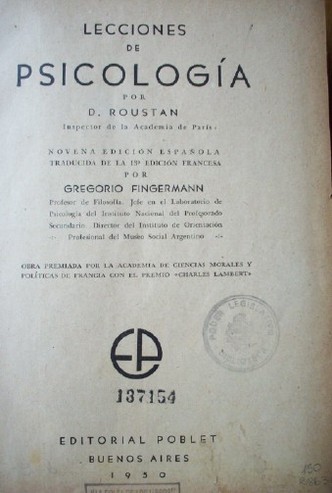 LECCIONES
DE
PSICOLOGÍA
POR
D. ROUSTAN
Inspector de la Academia de París
NOVENA EDICIÓN ESPAÑOLA
TRADUCIDA DE LA 15ª EDICIÓN FRANCESA
POR
GREGORIO FINGERMANN
Profesor de Filosofía. Jefe en el Laboratorio de
Psicología del Instituto Nacional del Profesorado
Secundario. Director del Instituto de Orientación
Profesional del Museo Social Argentino
OBRA PREMIADA POR LA ACADEMIA DE CIENCIAS MORALES Y
POLÍTICAS DE FRANCIA CON EL PREMIO «CHARLES LAMBERT»
PODER LEGISLATIVO
EP
137154
EDITORIAL POBLET
BUENOS AIRES
1950
150